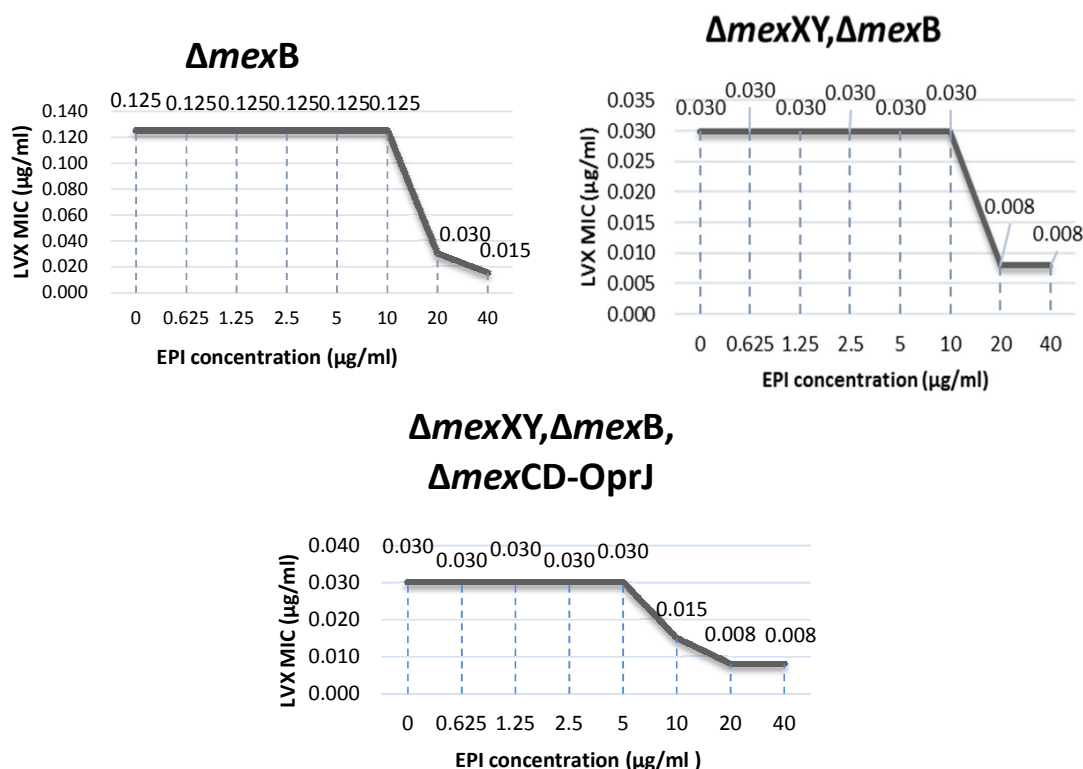 ΔmexB
0.125 0.125 0.125 0.125 0.125 0.125
0.030
0.015
0.140
0.120
0.100
0.080
0.060
0.040
0.020
0.000
LVX MIC (µg/ml)
0 0.625 1.25 2.5 5 10 20 40
EPI concentration (µg/ml)
ΔmexXY,ΔmexB
0.030 0.030 0.030 0.030 0.030 0.030
0.008
0.008
0.035
0.030
0.025
0.020
0.015
0.010
0.005
0.000
LVX MIC (µg/ml)
0 0.625 1.25 2.5 5 10 20 40
EPI concentration (µg/ml)
ΔmexXY,ΔmexB,
ΔmexCD-OprJ
0.030 0.030 0.030 0.030 0.030
0.015
0.008 0.008
0.040
0.030
0.020
0.010
0.000
LVX MIC (µg/ml)
0 0.625 1.25 2.5 5 10 20 40
EPI concentration (µg/ml )